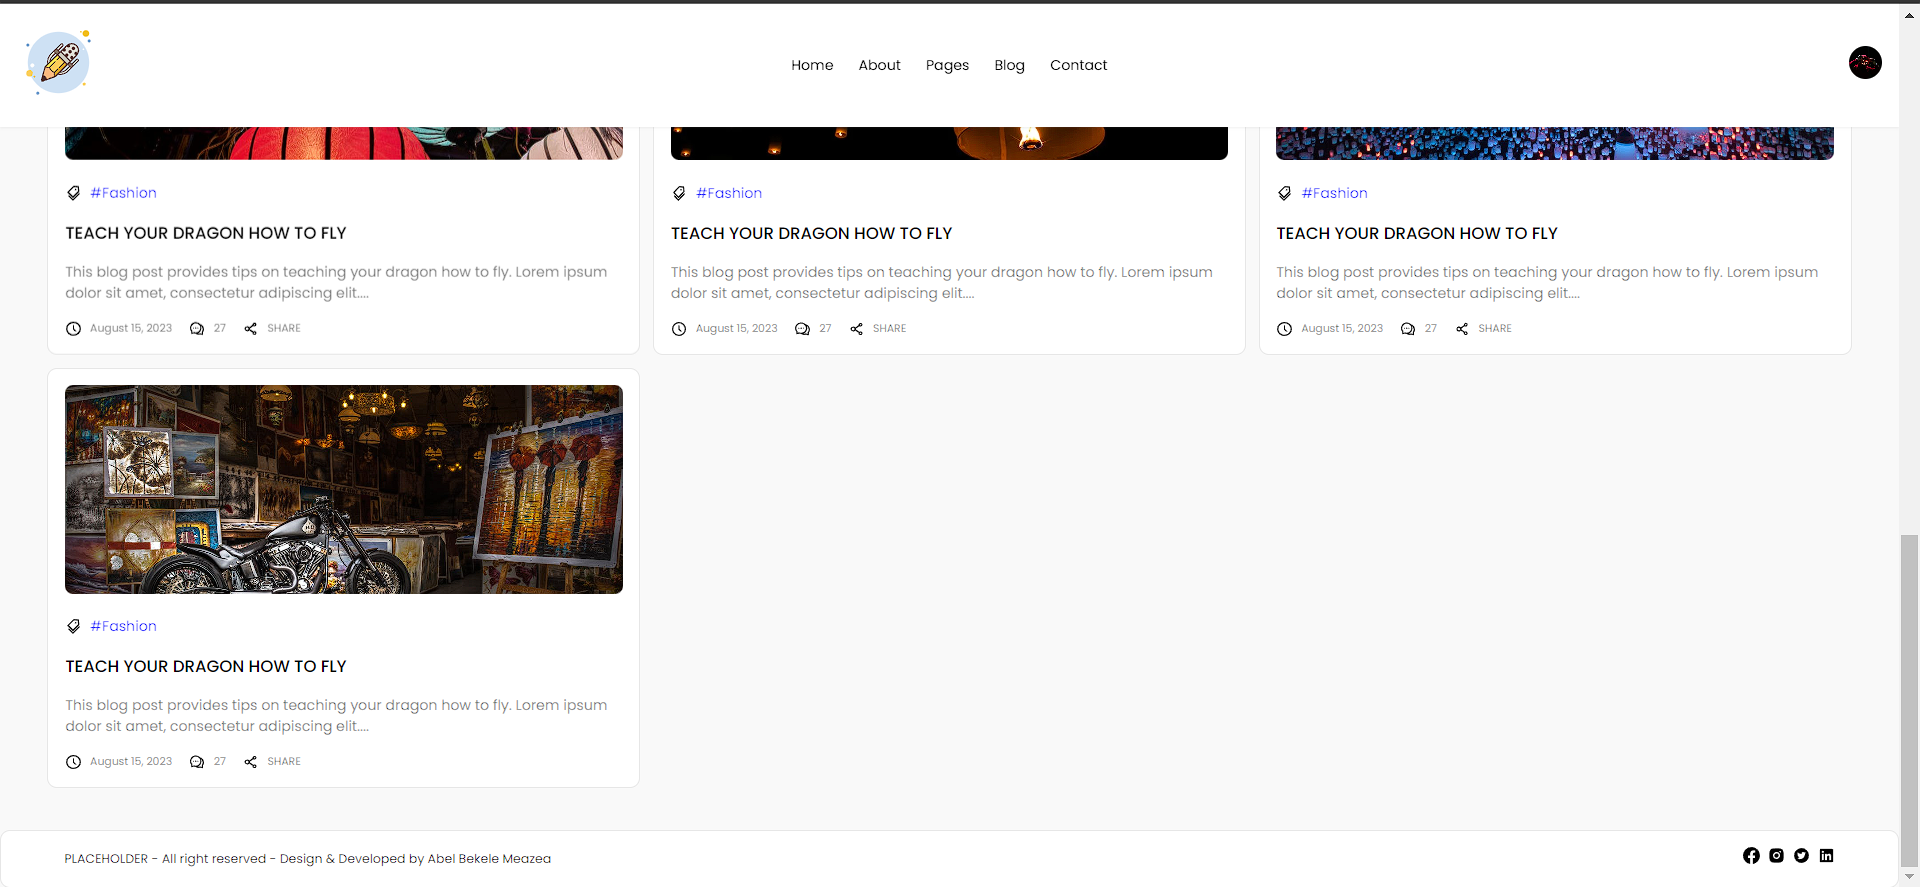 Home About Pages Blog Contact
#Fashion
TEACH YOUR DRAGON HOW TO FLY
This blog post provides tips on teaching your dragon how to fly. Lorem ipsum
dolor sit amet, consectetur adipiscing elit....
August 15, 2023 27 SHARE
#Fashion
TEACH YOUR DRAGON HOW TO FLY
This blog post provides tips on teaching your dragon how to fly. Lorem ipsum
dolor sit amet, consectetur adipiscing elit....
August 15, 2023 27 SHARE
#Fashion
TEACH YOUR DRAGON HOW TO FLY
This blog post provides tips on teaching your dragon how to fly. Lorem ipsum
dolor sit amet, consectetur adipiscing elit....
August 15, 2023 27 SHARE
#Fashion
TEACH YOUR DRAGON HOW TO FLY
This blog post provides tips on teaching your dragon how to fly. Lorem ipsum
dolor sit amet, consectetur adipiscing elit....
August 15, 2023 27 SHARE
PLACEHOLDER - All right reserved - Design & Developed by Abel Bekele Meazea